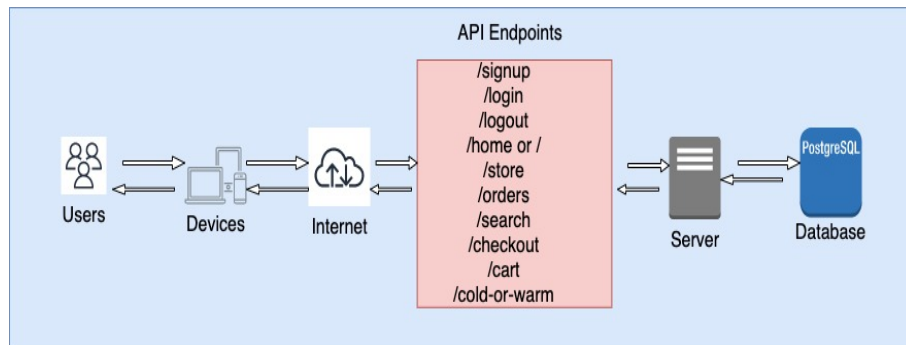 API Endpoints
/signup
/login
/logout
/home or /
/store
/orders
/search
/checkout
/cart
/cold-or-warm
Users
Devices
Internet
Server
PostgreSQL
Database